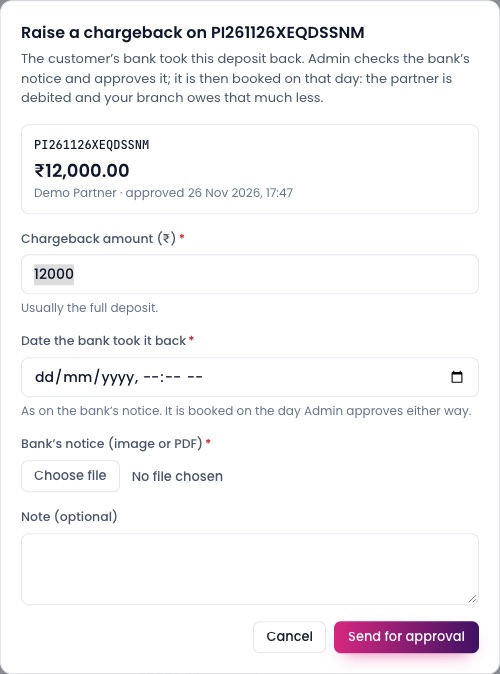 Raise a chargeback on PI261126XEQDSSNM
The customer’s bank took this deposit back. Admin checks the bank’s
notice and approves it; it is then booked on that day: the partner is
debited and your branch owes that much less.
PI261126XEQDSSNM
₹12,000.00
Demo Partner · approved 26 Nov 2026, 17:47
Chargeback amount (₹) *
12000
Usually the full deposit.
Date the bank took it back *
dd/mm/yyyy, --:-- --
As on the bank’s notice. It is booked on the day Admin approves either way.
Bank’s notice (image or PDF) *
Choose file No file chosen
Note (optional)
Cancel Send for approval